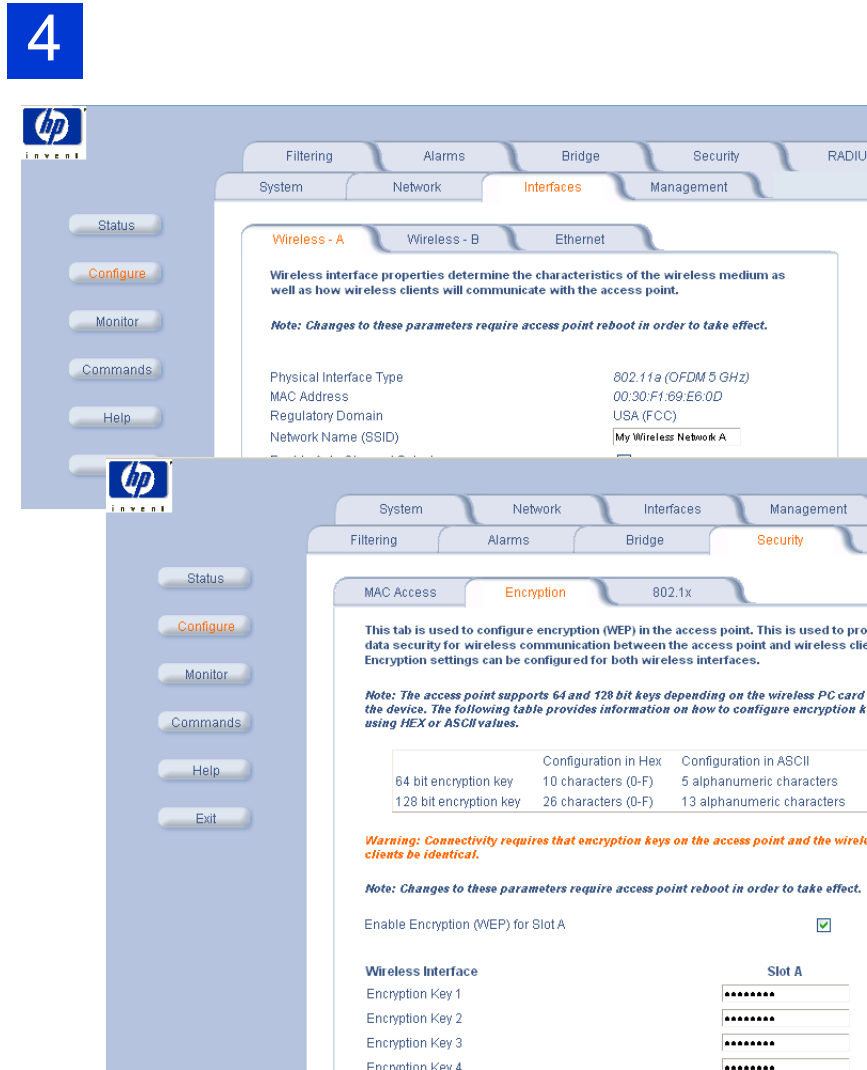 4
hp
invent
Filtering Alarms Bridge Security RADIU
System Network Interfaces Management
Status
Configure
Monitor
Commands
Help
Wireless - A Wireless - B Ethernet
Wireless interface properties determine the characteristics of the wireless medium as
well as how wireless clients will communicate with the access point.
Note: Changes to these parameters require access point reboot in order to take effect.
Physical Interface Type 802.11a (OFDM 5 GHz)
MAC Address 00:30:F1:69:E6:0D
Regulatory Domain USA (FCC)
Network Name (SSID) My Wireless Network A
hp
invent
System Network Interfaces Management
Filtering Alarms Bridge Security
Status
Configure
Monitor
Commands
Help
Exit
MAC Access Encryption 802.1x
This tab is used to configure encryption (WEP) in the access point. This is used to pro
data security for wireless communication between the access point and wireless clie
Encryption settings can be configured for both wireless interfaces.
Note: The access point supports 64 and 128 bit keys depending on the wireless PC card
the device. The following table provides information on how to configure encryption k
using HEX or ASCII values.
Configuration in Hex Configuration in ASCII
64 bit encryption key 10 characters (0-F) 5 alphanumeric characters
128 bit encryption key 26 characters (0-F) 13 alphanumeric characters
Warning: Connectivity requires that encryption keys on the access point and the wirele
clients be identical.
Note: Changes to these parameters require access point reboot in order to take effect.
Enable Encryption (WEP) for Slot A
Wireless Interface Slot A
Encryption Key 1 ••••••••
Encryption Key 2 ••••••••
Encryption Key 3 ••••••••
Encryption Key 4 ••••••••